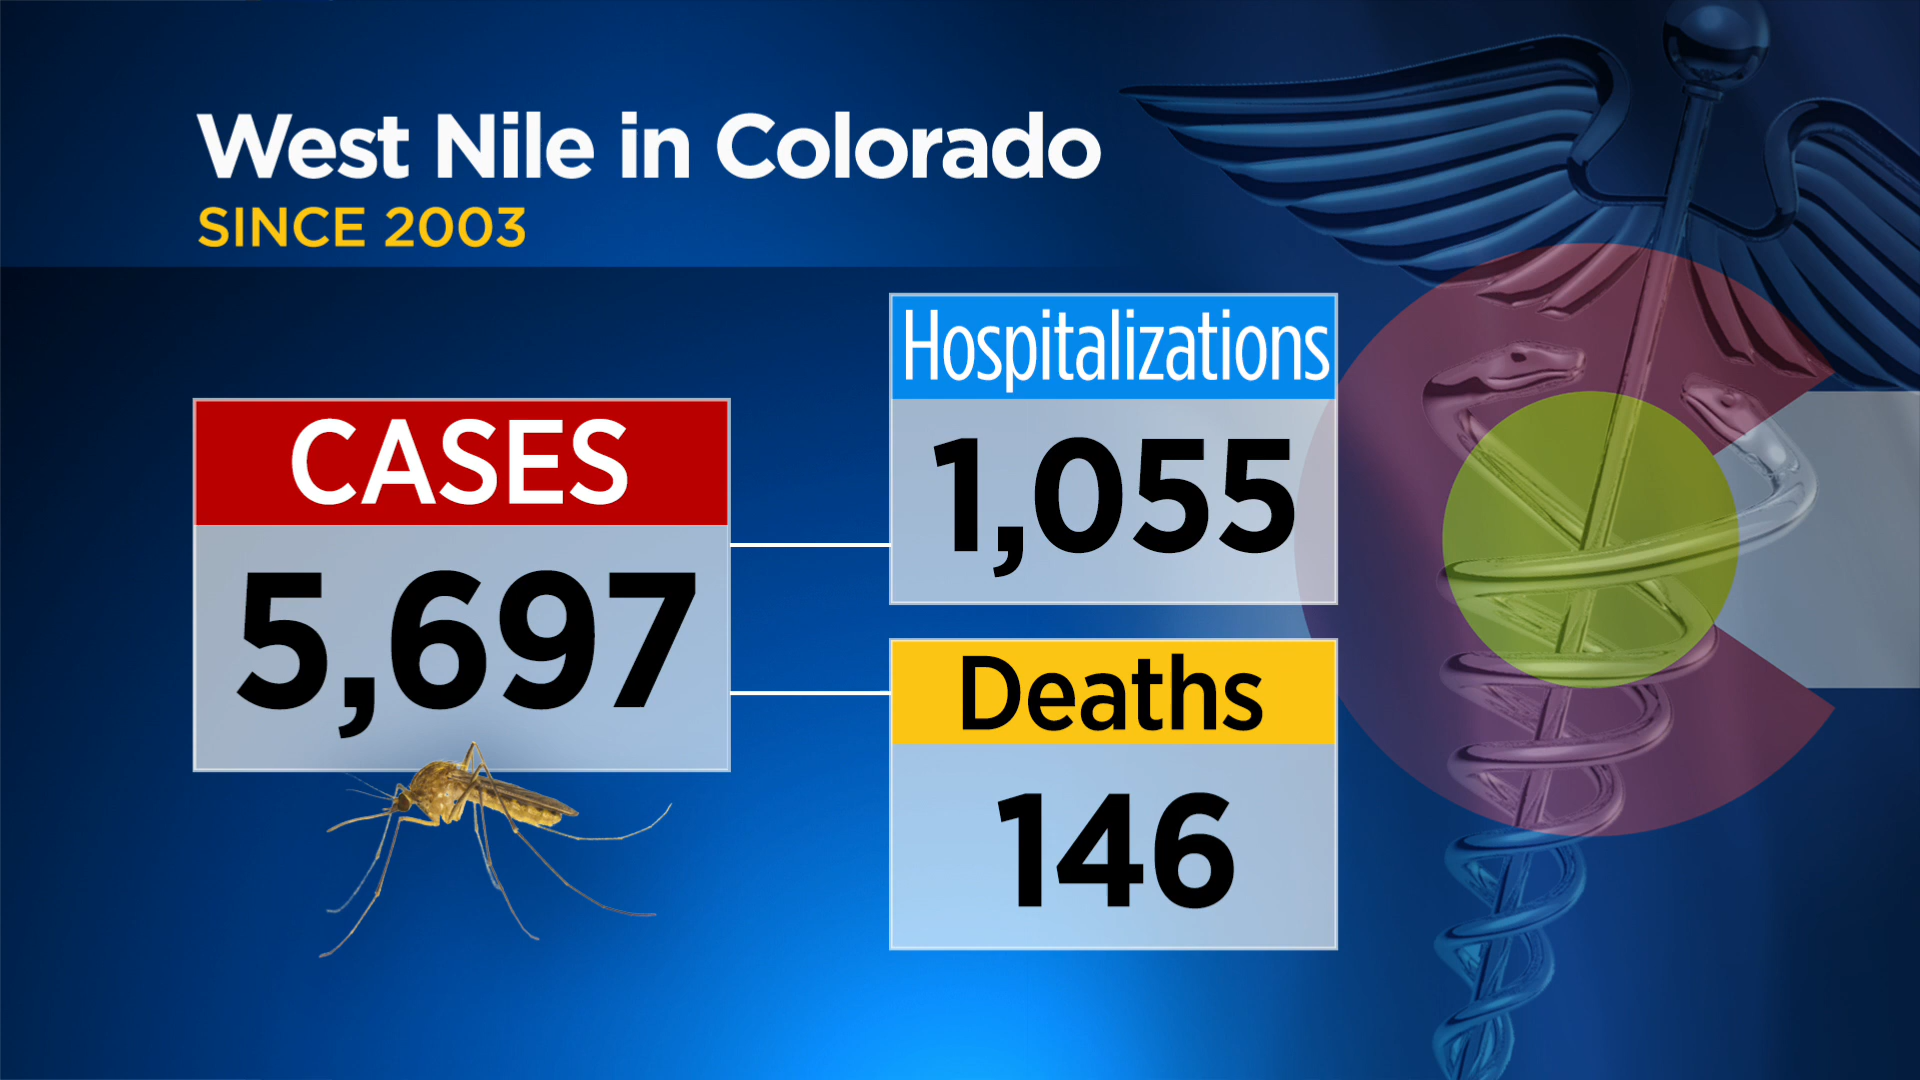 West Nile in Colorado
SINCE 2003
CASES
5,697
Hospitalizations
1,055
Deaths
146